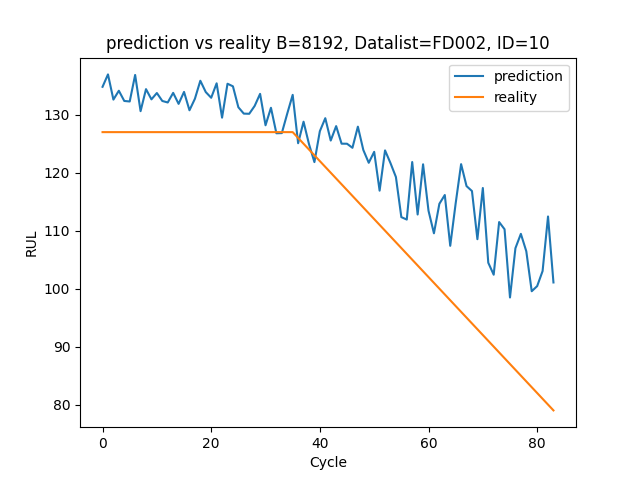 prediction vs reality B=8192, Datalist=FD002, ID=10
prediction
reality
130
120
110
100
90
80
RUL
0
20
40
60
80
Cycle